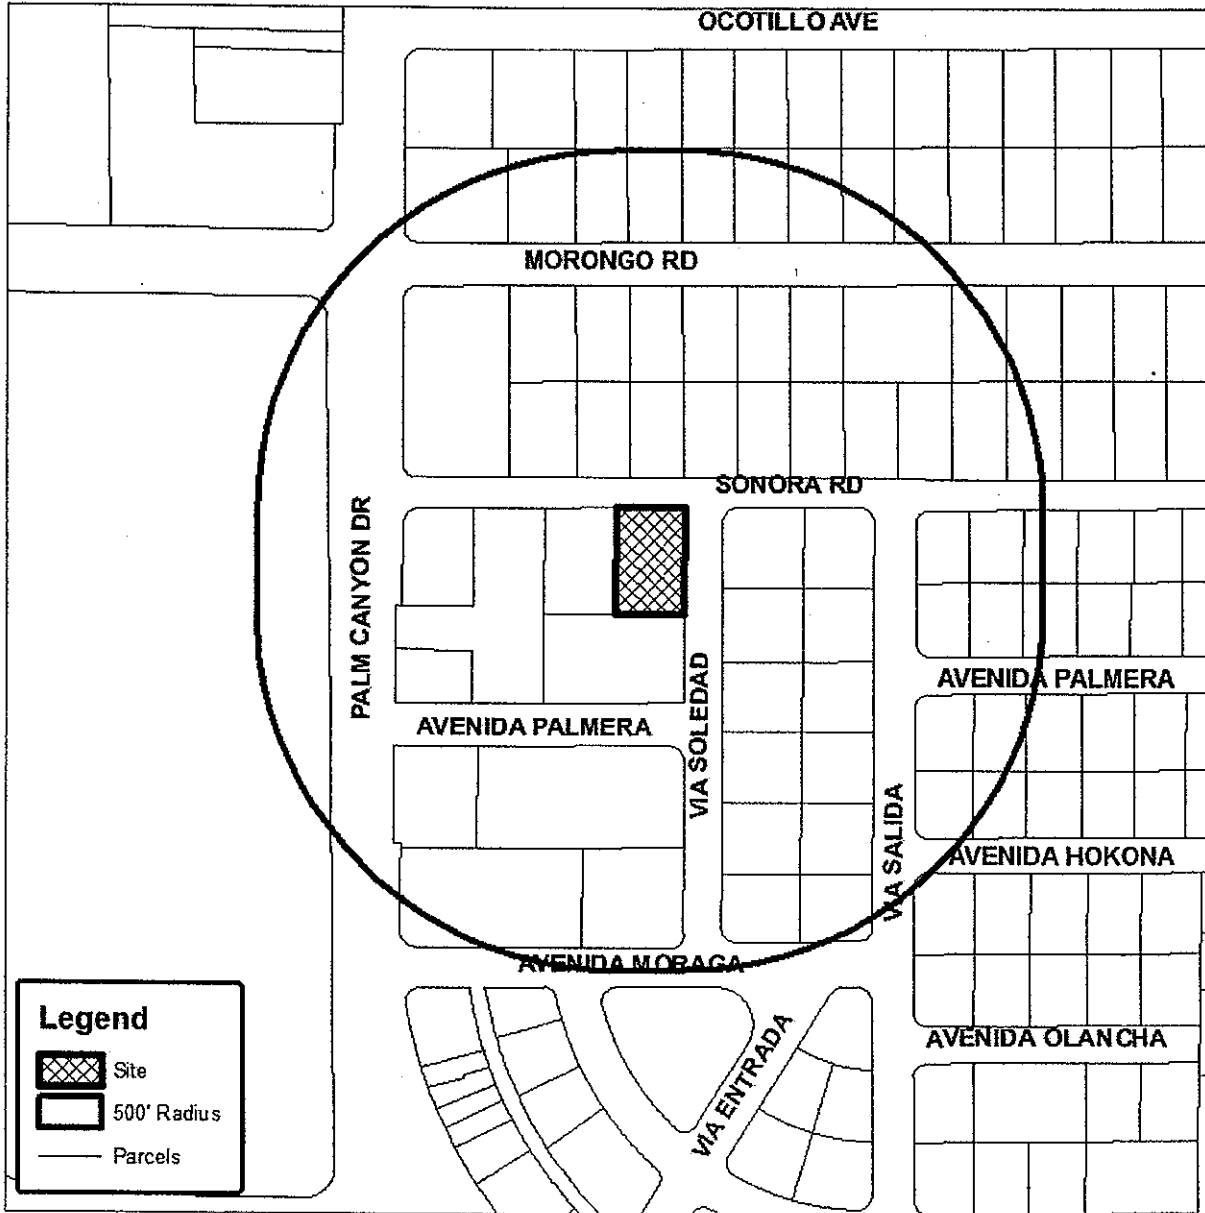 OCOTILLO AVE
MORONGO RD
SONORA RD
PALM CANYON DR
VIA SOLEDAD
AVENIDA PALMERA
AVENIDA PALMERA
VIA SALIDA
AVENIDA HOKONA
AVENIDA MORAGA
VIA ENTRADA
AVENIDA OLANCHA
Legend
Site
500' Radius
Parcels